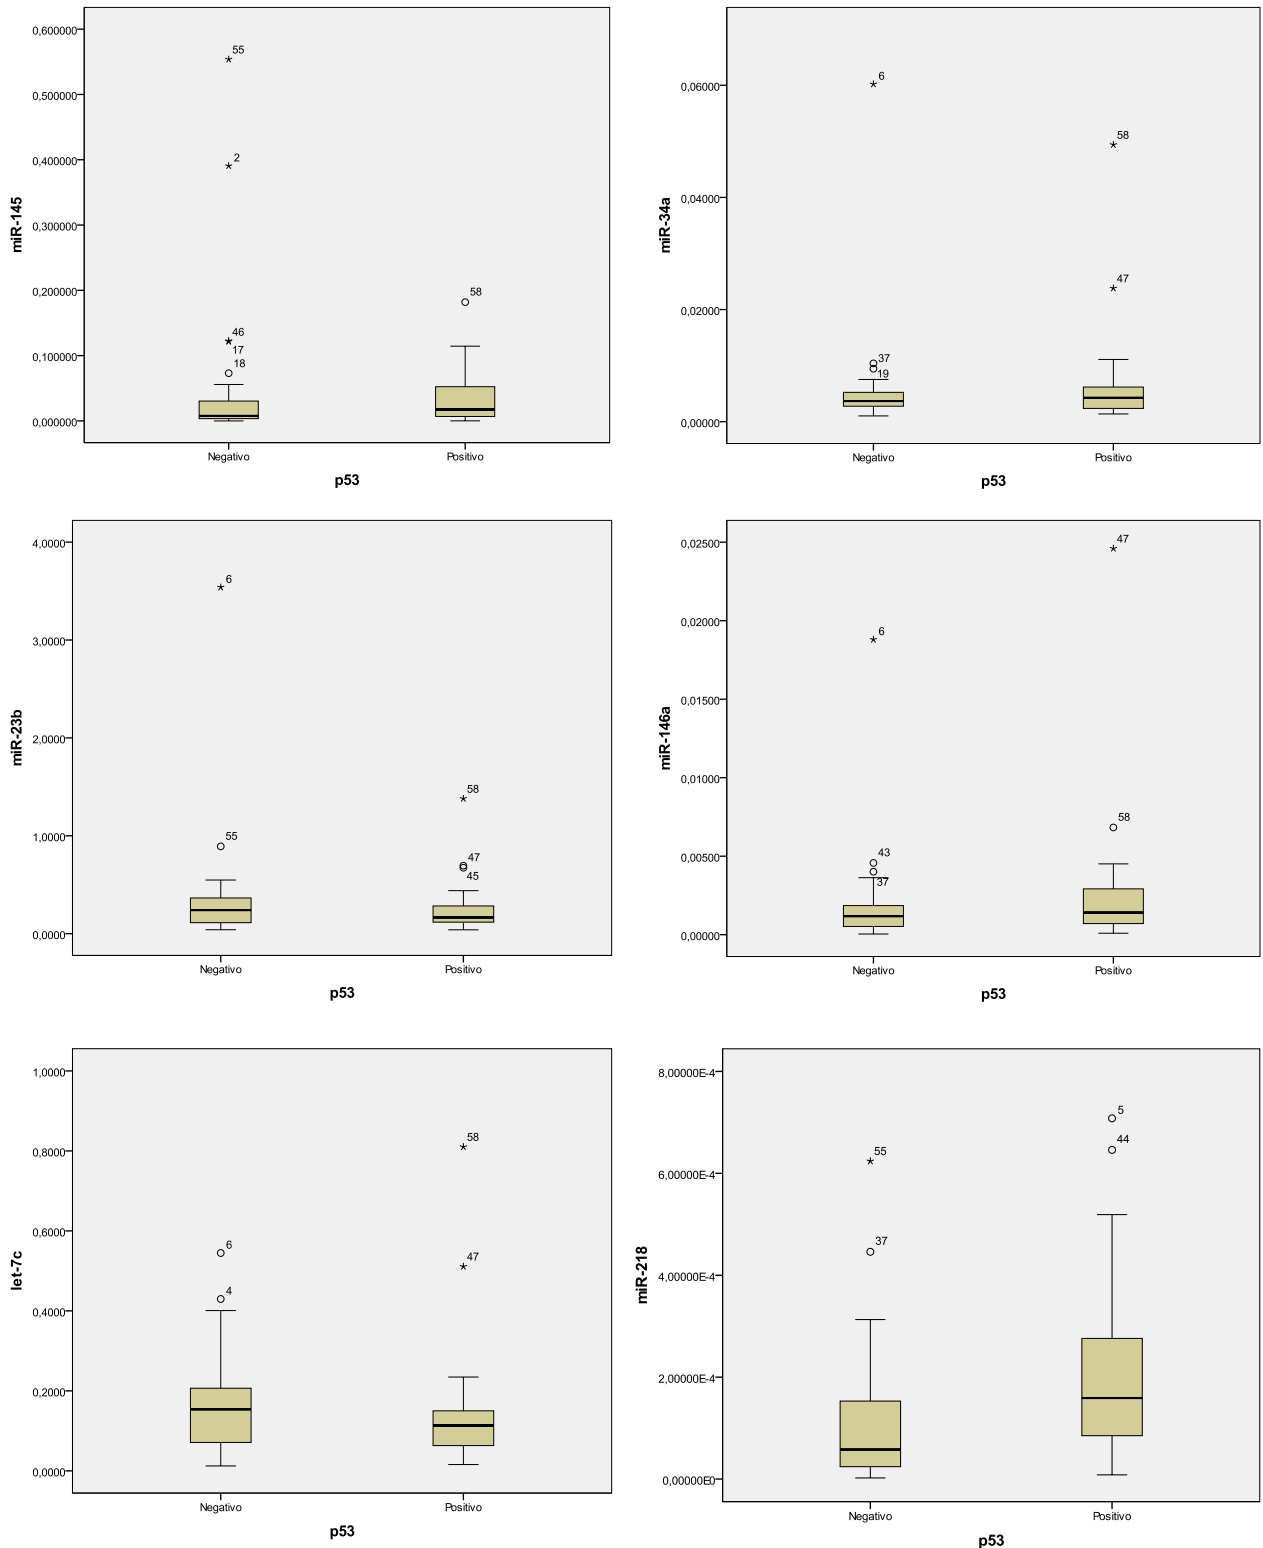 0,600000
0,500000
0,400000
0,300000
0,200000
0,100000
0,000000
miR-145
55
2
46
17
18
58
Negativo
Positivo
p53
0,06000
0,04000
0,02000
0,00000
miR-34a
6
37
19
58
47
Negativo
Positivo
p53
4,0000
3,0000
2,0000
1,0000
0,0000
miR-23b
6
55
58
47
45
Negativo
Positivo
p53
0,02500
0,02000
0,01500
0,01000
0,00500
0,00000
miR-146a
6
43
37
47
58
Negativo
Positivo
p53
1,0000
0,8000
0,6000
0,4000
0,2000
0,0000
let-7c
6
4
58
47
Negativo
Positivo
p53
8,00000E-4
6,00000E-4
4,00000E-4
2,00000E-4
0,00000E0
miR-218
55
37
5
44
Negativo
Positivo
p53